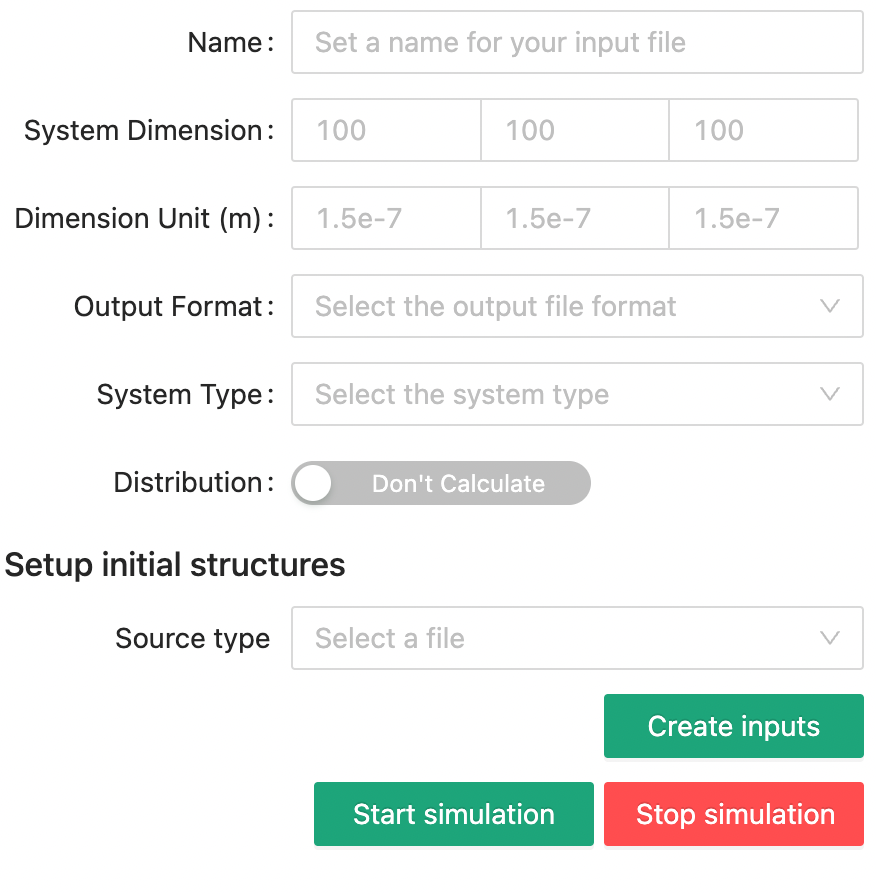 Name: Set a name for your input file
System Dimension: 100 100 100
Dimension Unit (m): 1.5e-7 1.5e-7 1.5e-7
Output Format: Select the output file format
System Type: Select the system type
Distribution: Don't Calculate
Setup initial structures
Source type Select a file
Create inputs
Start simulation Stop simulation